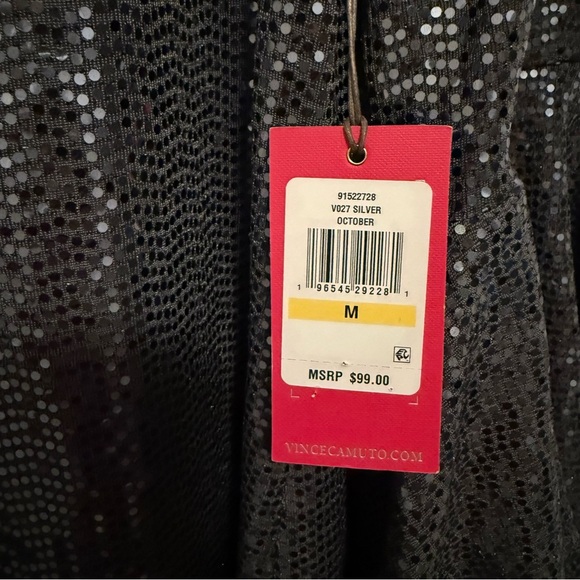 91522728
V027 SILVER
OCTOBER
1 96545 29228 1
M
MSRP $99.00
VINCECAMUTO.COM